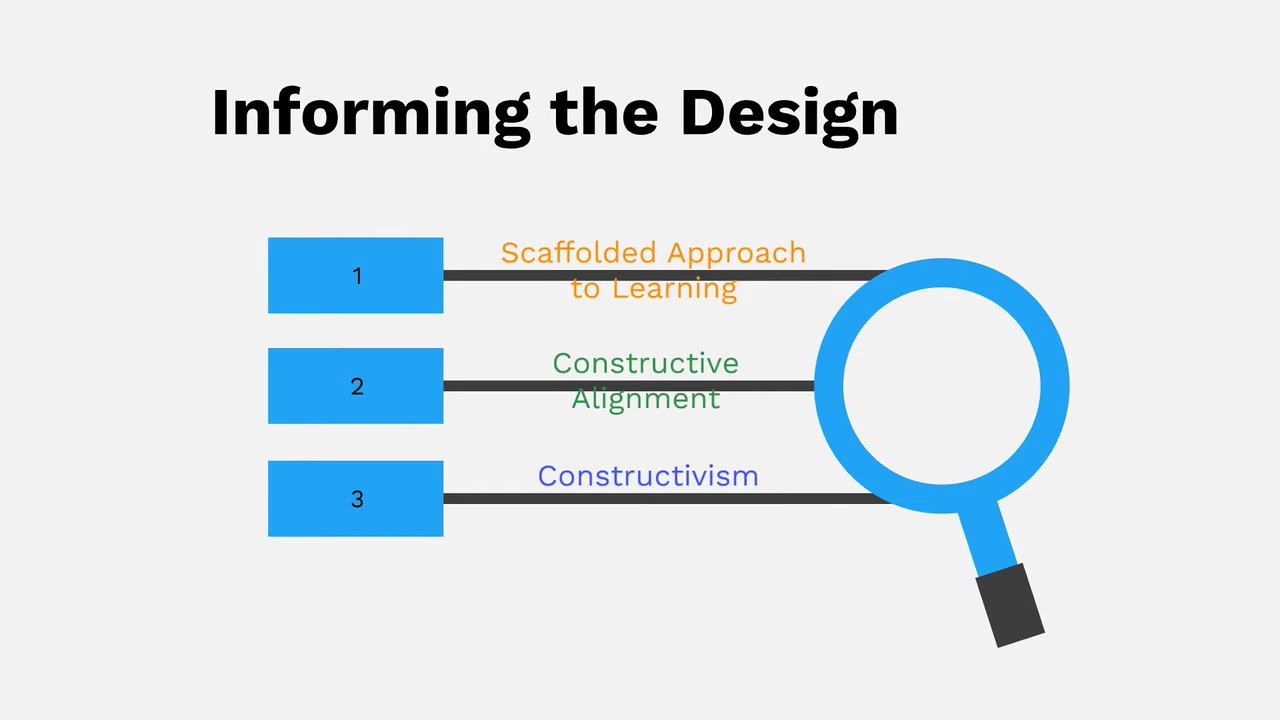 Informing the Design
1
Scaffolded Approach
to Learning
2
Constructive
Alignment
3
Constructivism